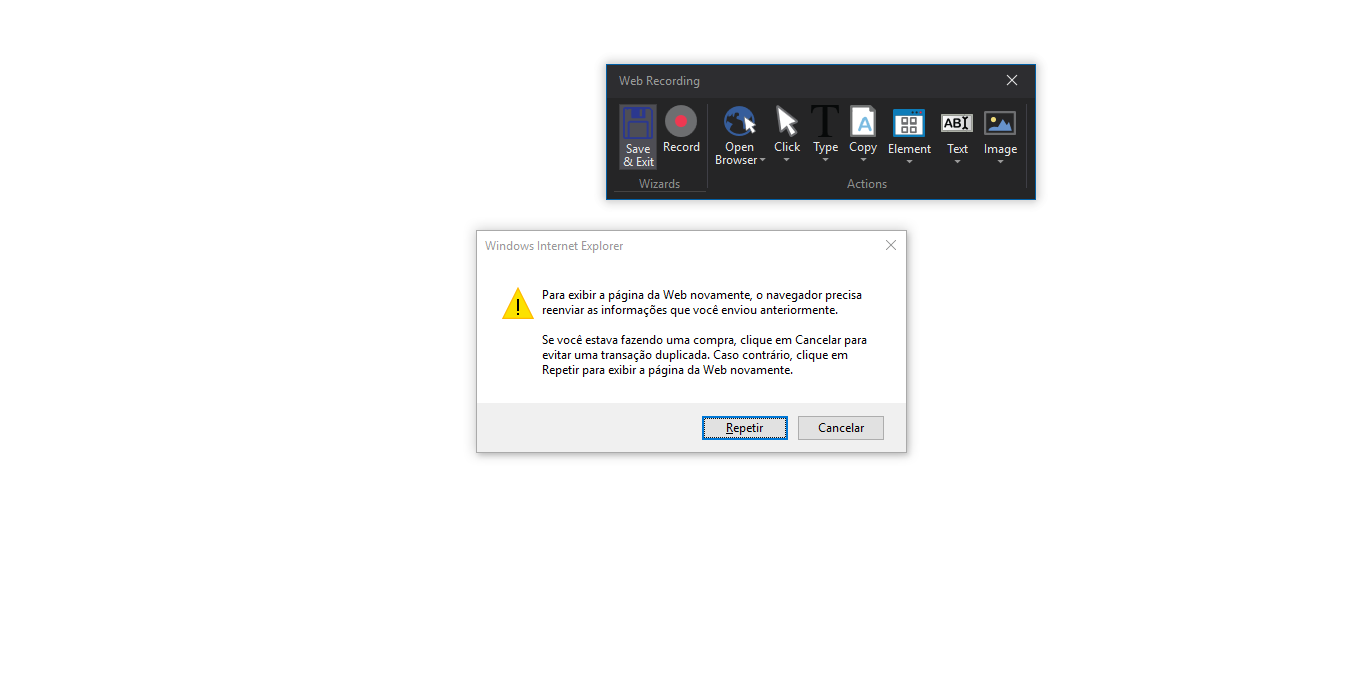 Web Recording
Save & Exit
Record
Open Browser
Click
Type
Copy
Element
Text
Image
A
ABI
Wizards
Actions
Windows Internet Explorer
Para exibir a página da Web novamente, o navegador precisa
reenviar as informações que você enviou anteriormente.
Se você estava fazendo uma compra, clique em Cancelar para
evitar uma transação duplicada. Caso contrário, clique em
Repetir para exibir a página da Web novamente.
Repetir
Cancelar